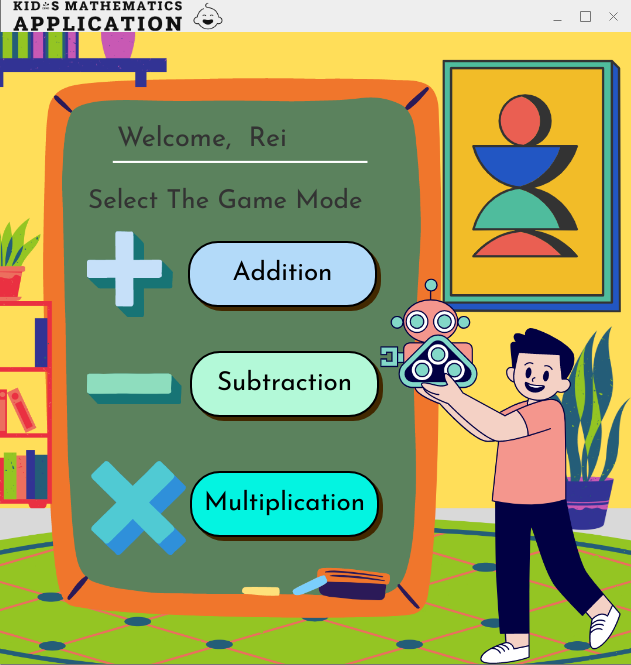 KID'S MATHEMATICS
APPLICATION
Welcome, Rei
Select The Game Mode
Addition
Subtraction
Multiplication